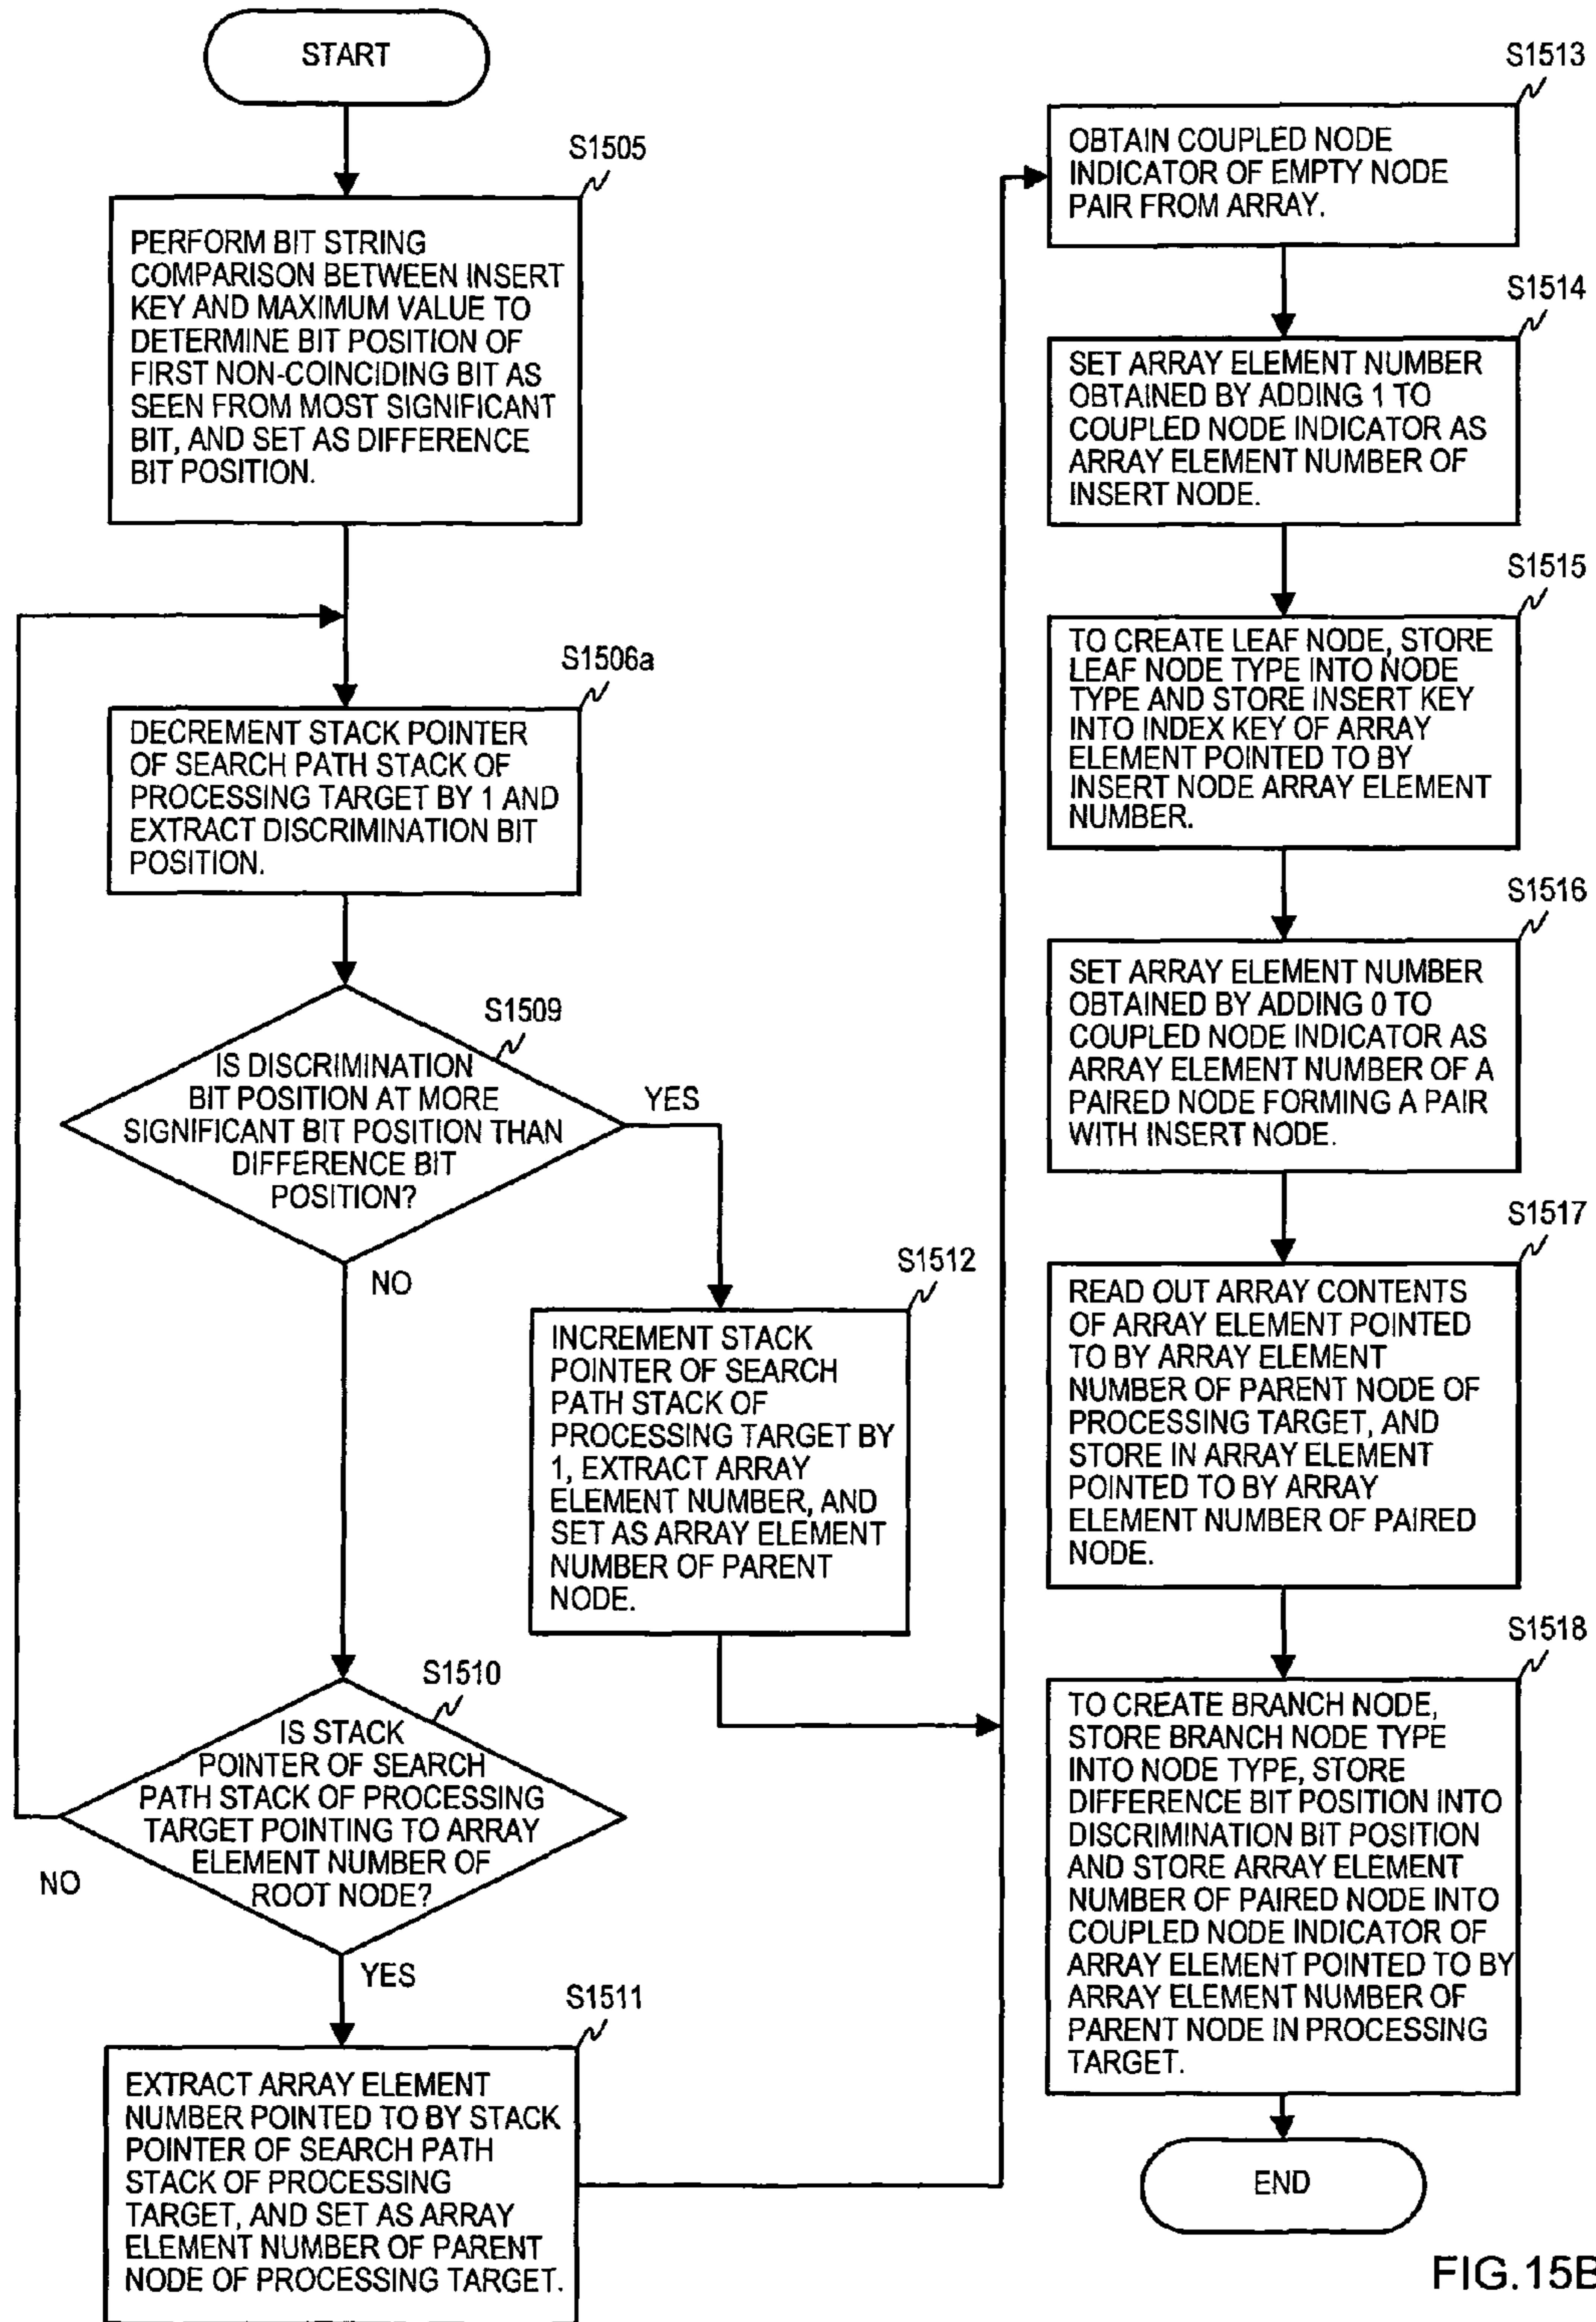 START
S1505
PERFORM BIT STRING
COMPARISON BETWEEN INSERT
KEY AND MAXIMUM VALUE TO
DETERMINE BIT POSITION OF
FIRST NON-COINCIDING BIT AS
SEEN FROM MOST SIGNIFICANT
BIT, AND SET AS DIFFERENCE
BIT POSITION.
S1506a
DECREMENT STACK POINTER
OF SEARCH PATH STACK OF
PROCESSING TARGET BY 1 AND
EXTRACT DISCRIMINATION BIT
POSITION.
S1509
IS DISCRIMINATION
BIT POSITION AT MORE
SIGNIFICANT BIT POSITION THAN
DIFFERENCE BIT
POSITION?
YES
NO
S1512
INCREMENT STACK
POINTER OF SEARCH
PATH STACK OF
PROCESSING TARGET BY
1, EXTRACT ARRAY
ELEMENT NUMBER, AND
SET AS ARRAY ELEMENT
NUMBER OF PARENT
NODE.
S1510
IS STACK
POINTER OF SEARCH
PATH STACK OF PROCESSING
TARGET POINTING TO ARRAY
ELEMENT NUMBER OF
ROOT NODE?
NO
YES
S1511
EXTRACT ARRAY ELEMENT
NUMBER POINTED TO BY STACK
POINTER OF SEARCH PATH
STACK OF PROCESSING
TARGET, AND SET AS ARRAY
ELEMENT NUMBER OF PARENT
NODE OF PROCESSING TARGET.
S1513
OBTAIN COUPLED NODE
INDICATOR OF EMPTY NODE
PAIR FROM ARRAY.
S1514
SET ARRAY ELEMENT NUMBER
OBTAINED BY ADDING 1 TO
COUPLED NODE INDICATOR AS
ARRAY ELEMENT NUMBER OF
INSERT NODE.
S1515
TO CREATE LEAF NODE, STORE
LEAF NODE TYPE INTO NODE
TYPE AND STORE INSERT KEY
INTO INDEX KEY OF ARRAY
ELEMENT POINTED TO BY
INSERT NODE ARRAY ELEMENT
NUMBER.
S1516
SET ARRAY ELEMENT NUMBER
OBTAINED BY ADDING 0 TO
COUPLED NODE INDICATOR AS
ARRAY ELEMENT NUMBER OF A
PAIRED NODE FORMING A PAIR
WITH INSERT NODE.
S1517
READ OUT ARRAY CONTENTS
OF ARRAY ELEMENT POINTED
TO BY ARRAY ELEMENT
NUMBER OF PARENT NODE OF
PROCESSING TARGET, AND
STORE IN ARRAY ELEMENT
POINTED TO BY ARRAY
ELEMENT NUMBER OF PAIRED
NODE.
S1518
TO CREATE BRANCH NODE,
STORE BRANCH NODE TYPE
INTO NODE TYPE, STORE
DIFFERENCE BIT POSITION INTO
DISCRIMINATION BIT POSITION
AND STORE ARRAY ELEMENT
NUMBER OF PAIRED NODE INTO
COUPLED NODE INDICATOR OF
ARRAY ELEMENT POINTED TO BY
ARRAY ELEMENT NUMBER OF
PARENT NODE IN PROCESSING
TARGET.
END
FIG.15B